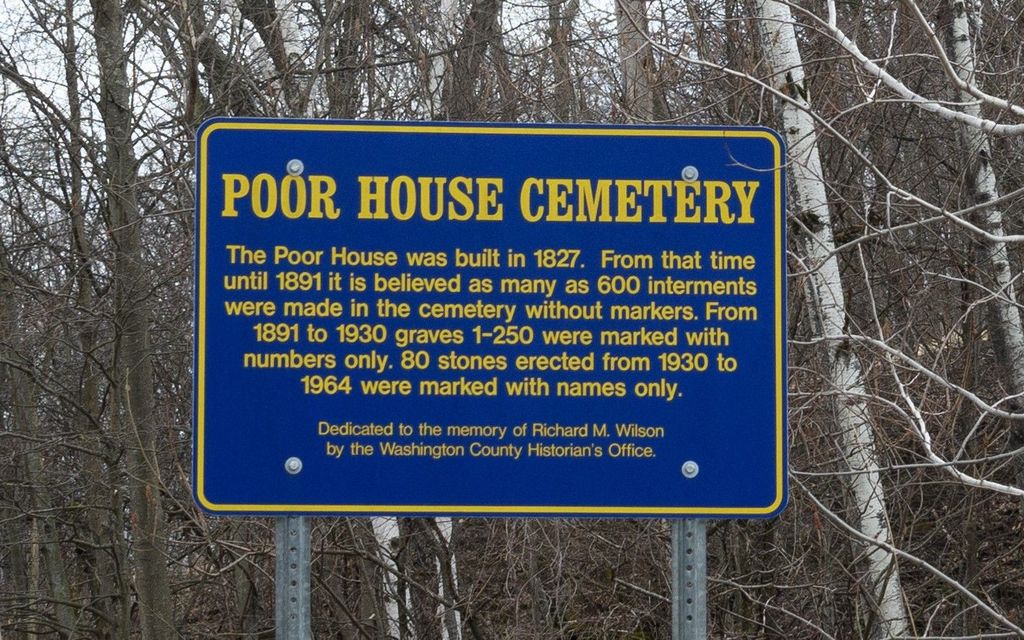 POOR HOUSE CEMETERY
The Poor House was built in 1827. From that time
until 1891 it is believed as many as 600 interments
were made in the cemetery without markers. From
1891 to 1930 graves 1-250 were marked with
numbers only. 80 stones erected from 1930 to
1964 were marked with names only.
Dedicated to the memory of Richard M. Wilson
by the Washington County Historian's Office.